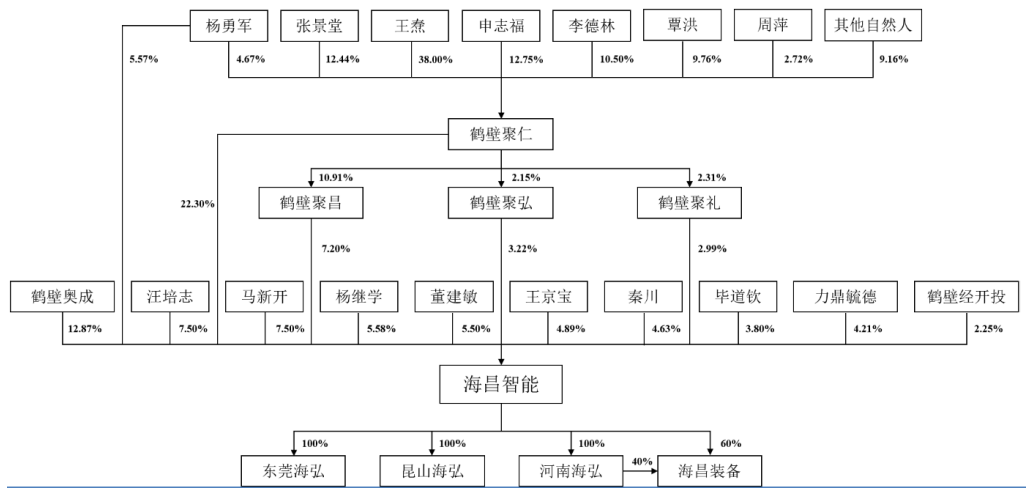 杨勇军 张景堂 王焘 申志福 李德林 覃洪 周萍 其他自然人
5.57% 4.67% 12.44% 38.00% 12.75% 10.50% 9.76% 2.72% 9.16%
鹤壁聚仁
10.91% 2.15% 2.31%
22.30% 鹤壁聚昌 鹤壁聚弘 鹤壁聚礼
7.20% 3.22% 2.99%
鹤壁奥成 汪培志 马新开 杨继学 董建敏 王京宝 秦川 毕道钦 力鼎毓德 鹤壁经开投
12.87% 7.50% 7.50% 5.58% 5.50% 4.89% 4.63% 3.80% 4.21% 2.25%
海昌智能
100% 100% 100% 60%
东莞海弘 昆山海弘 河南海弘 40% 海昌装备